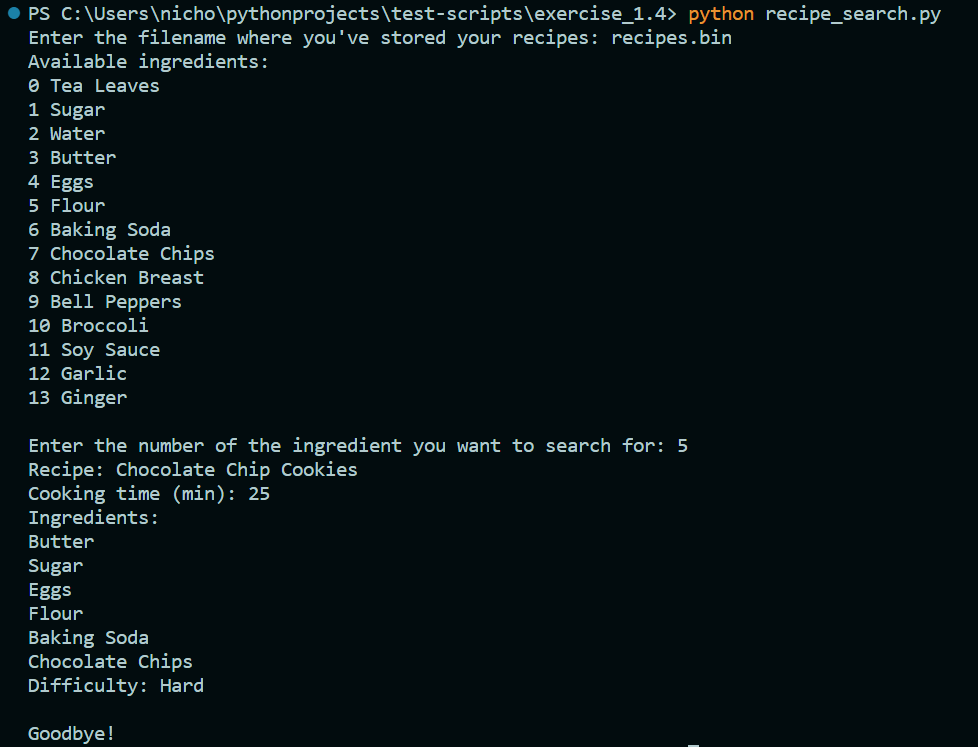 PS C:\Users\nicho\pythonprojects\test-scripts\exercise_1.4> python recipe_search.py
Enter the filename where you've stored your recipes: recipes.bin
Available ingredients:
0 Tea Leaves
1 Sugar
2 Water
3 Butter
4 Eggs
5 Flour
6 Baking Soda
7 Chocolate Chips
8 Chicken Breast
9 Bell Peppers
10 Broccoli
11 Soy Sauce
12 Garlic
13 Ginger
Enter the number of the ingredient you want to search for: 5
Recipe: Chocolate Chip Cookies
Cooking time (min): 25
Ingredients:
Butter
Sugar
Eggs
Flour
Baking Soda
Chocolate Chips
Difficulty: Hard
Goodbye!